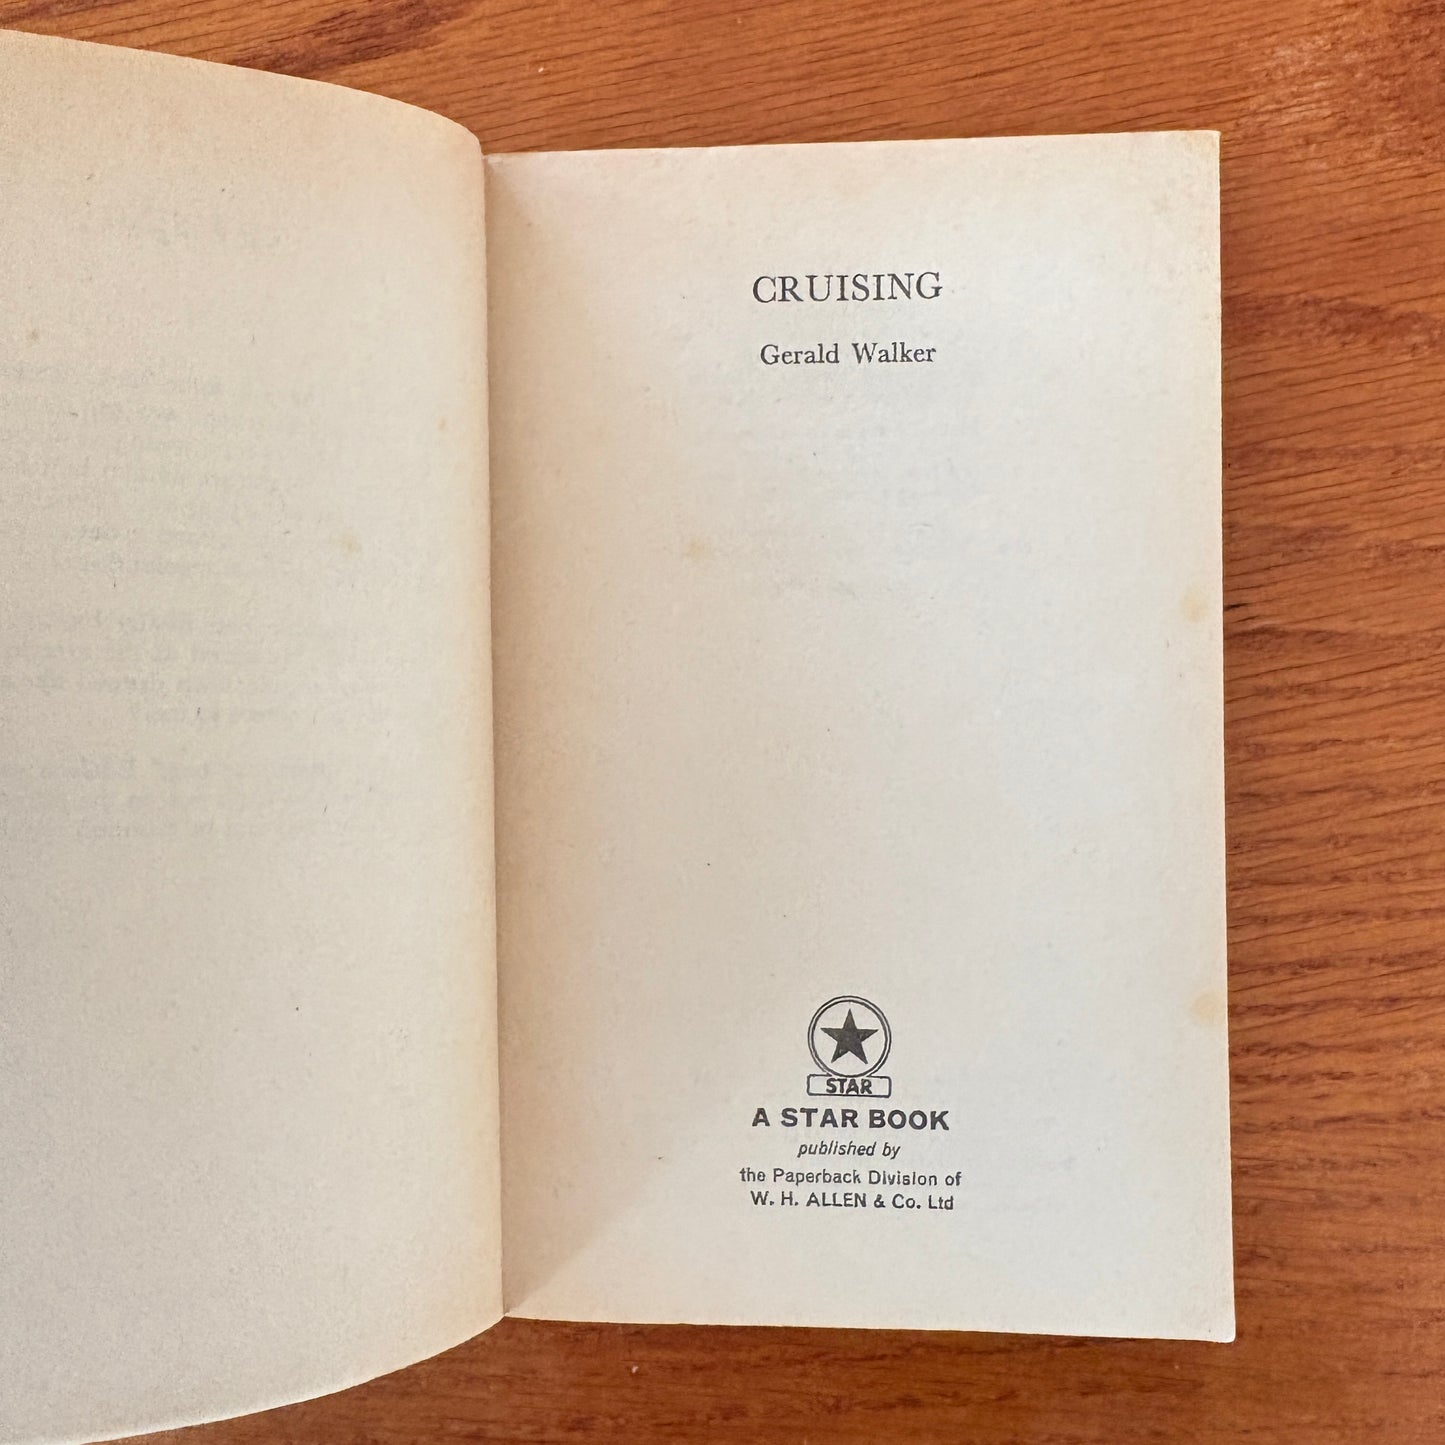 CRUISING
Gerald Walker
STAR
A STAR BOOK
published by
the Paperback Division of
W. H. ALLEN & Co. Ltd